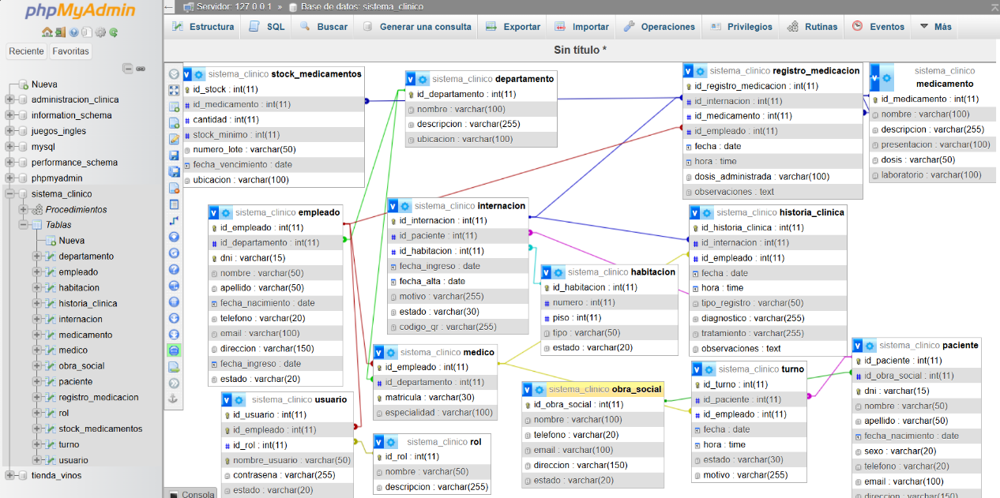 phpMyAdmin
Reciente Favoritas
Nueva
administracion_clinica
information_schema
juegos_ingles
mysql
performance_schema
phpmyadmin
sistema_clinico
Procedimientos
Tablas
Nueva
departamento
empleado
habitacion
historia_clinica
internacion
medicamento
medico
obra_social
paciente
registro_medicacion
rol
stock_medicamentos
turno
usuario
tienda_vinos
Servidor: 127.0.0.1 » Base de datos: sistema_clinico
Estructura SQL Buscar Generar una consulta Exportar Importar Operaciones Privilegios Rutinas Eventos Más
Sin título *
sistema_clinico stock_medicamentos
id_stock : int(11)
id_medicamento : int(11)
cantidad : int(11)
stock_minimo : int(11)
numero_lote : varchar(50)
fecha_vencimiento : date
ubicacion : varchar(100)
sistema_clinico departamento
id_departamento : int(11)
nombre : varchar(100)
descripcion : varchar(255)
ubicacion : varchar(100)
sistema_clinico registro_medicacion
id_registro_medicacion : int(11)
id_internacion : int(11)
id_medicamento : int(11)
id_empleado : int(11)
fecha : date
hora : time
dosis_administrada : varchar(100)
observaciones : text
sistema_clinico
medicamento
id_medicamento : int(11)
nombre : varchar(100)
descripcion : varchar(255)
presentacion : varchar(100)
dosis : varchar(50)
laboratorio : varchar(100)
sistema_clinico empleado
id_empleado : int(11)
id_departamento : int(11)
dni : varchar(15)
nombre : varchar(50)
apellido : varchar(50)
fecha_nacimiento : date
telefono : varchar(20)
email : varchar(100)
direccion : varchar(150)
fecha_ingreso : date
estado : varchar(20)
sistema_clinico internacion
id_internacion : int(11)
id_paciente : int(11)
id_habitacion : int(11)
fecha_ingreso : date
fecha_alta : date
motivo : varchar(255)
estado : varchar(30)
codigo_qr : varchar(255)
sistema_clinico historia_clinica
id_historia_clinica : int(11)
id_internacion : int(11)
id_empleado : int(11)
fecha : date
hora : time
tipo_registro : varchar(50)
diagnostico : varchar(255)
tratamiento : varchar(255)
observaciones : text
sistema_clinico habitacion
id_habitacion : int(11)
numero : int(11)
piso : int(11)
tipo : varchar(50)
estado : varchar(20)
sistema_clinico medico
id_empleado : int(11)
id_departamento : int(11)
matricula : varchar(30)
especialidad : varchar(100)
sistema_clinico paciente
id_paciente : int(11)
id_obra_social : int(11)
dni : varchar(15)
nombre : varchar(50)
apellido : varchar(50)
fecha_nacimiento : date
sexo : varchar(20)
telefono : varchar(20)
email : varchar(100)
direccion : varchar(150)
sistema_clinico turno
id_turno : int(11)
id_paciente : int(11)
id_empleado : int(11)
fecha : date
hora : time
estado : varchar(30)
motivo : varchar(255)
sistema_clinico obra_social
id_obra_social : int(11)
nombre : varchar(100)
telefono : varchar(20)
email : varchar(100)
direccion : varchar(150)
estado : varchar(20)
sistema_clinico usuario
id_usuario : int(11)
id_empleado : int(11)
id_rol : int(11)
nombre_usuario : varchar(50)
contrasena : varchar(255)
estado : varchar(20)
sistema_clinico rol
id_rol : int(11)
nombre : varchar(50)
descripcion : varchar(255)
Consola